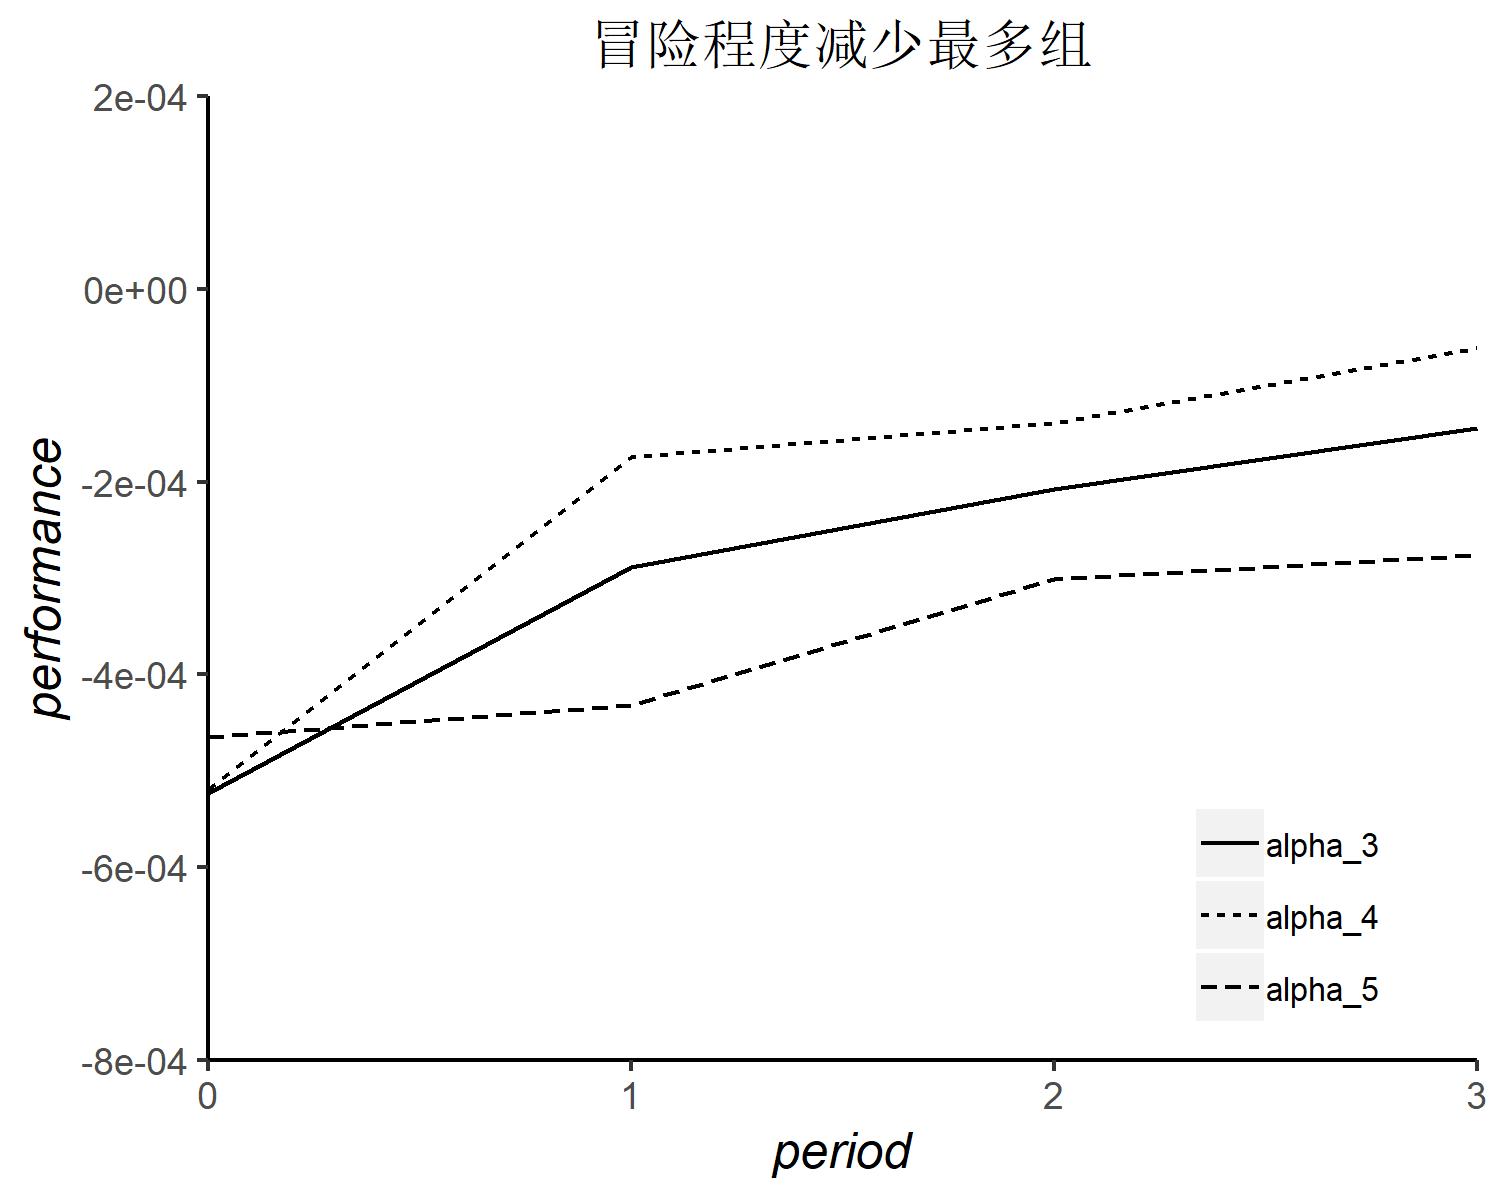 冒险程度减少最多组
2e-04
0e+00
-2e-04
-4e-04
-6e-04
-8e-04
performance
alpha_3
alpha_4
alpha_5
0 1 2 3
period